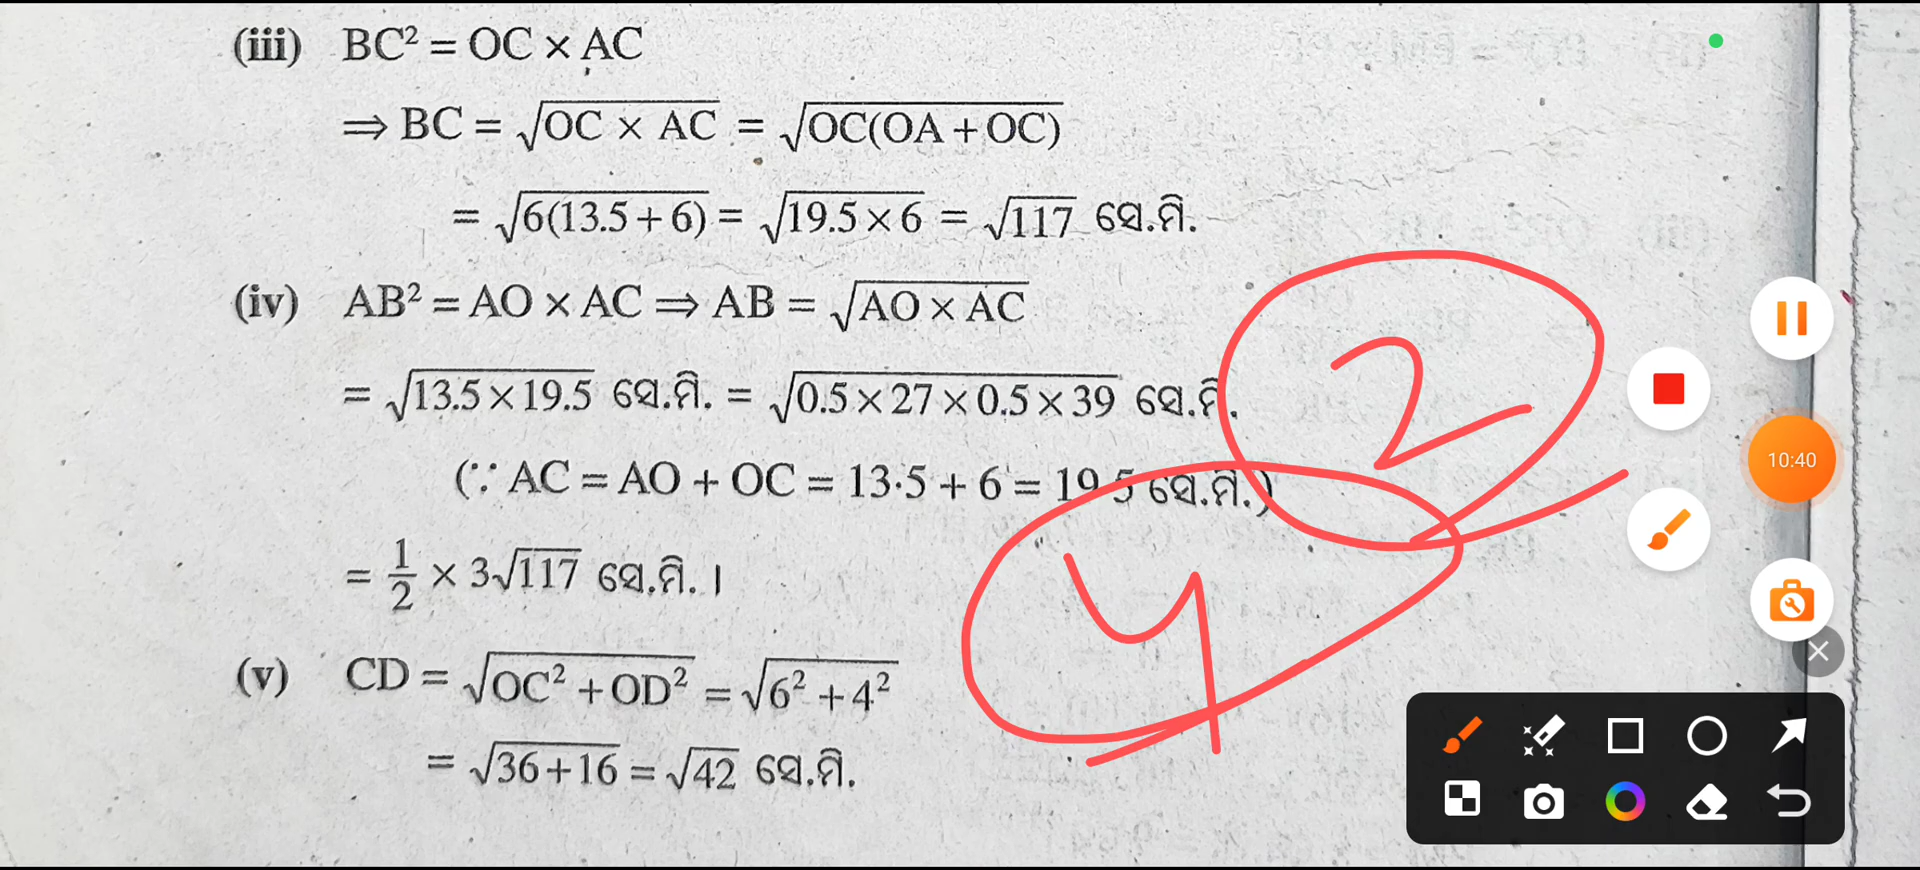 (iii) BC² = OC × AC
⇒ BC = √(OC × AC) = √(OC(OA + OC))
= √(6(13.5 + 6)) = √(19.5 × 6) = √117 ସେ.ମି.
(iv) AB² = AO × AC ⇒ AB = √(AO × AC)
= √(13.5 × 19.5) ସେ.ମି. = √(0.5 × 27 × 0.5 × 39) ସେ.ମି.
(∵ AC = AO + OC = 13·5 + 6 = 19.5 ସେ.ମି.)
2
= 1/2 × 3√117 ସେ.ମି. ।
4
(v) CD = √(OC² + OD²) = √(6² + 4²)
= √(36 + 16) = √42 ସେ.ମି.
10:40